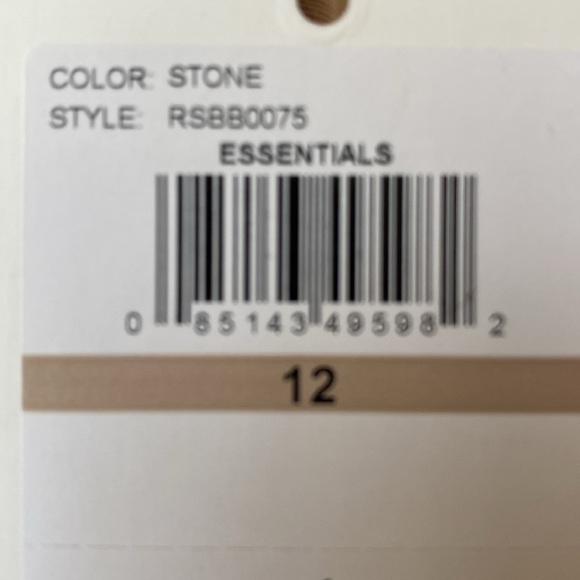 COLOR: STONE
STYLE: RSBB0075
ESSENTIALS
0 85143 49598 2
12